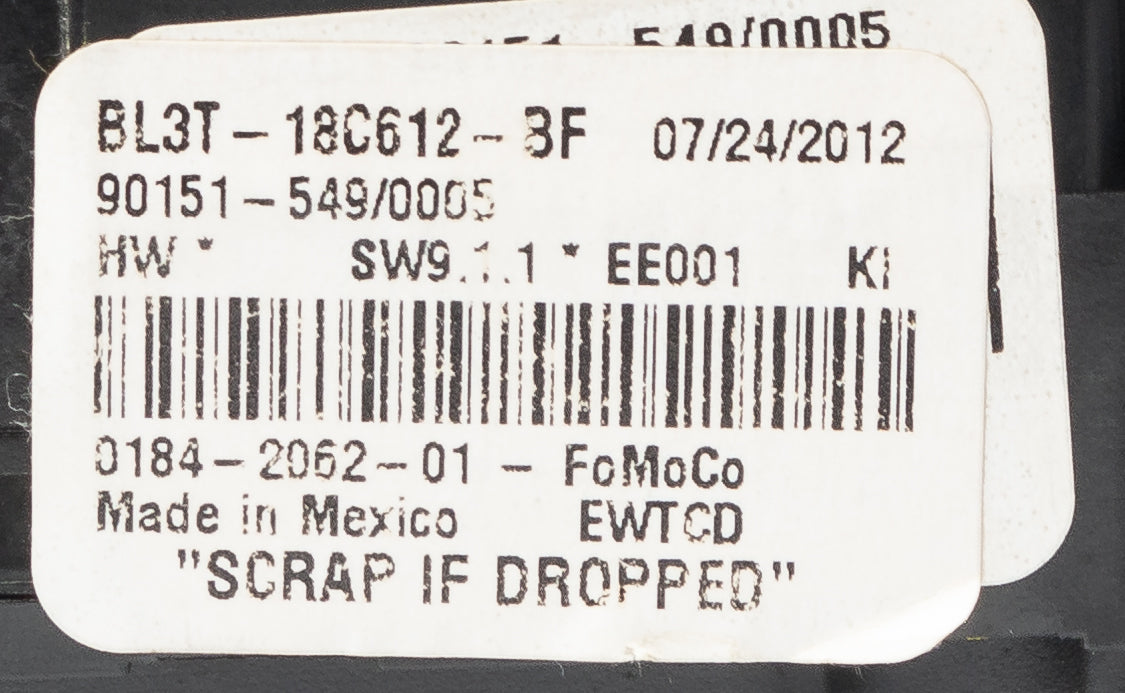 549/0005
BL3T-18C612-BF 07/24/2012
90151-549/0005
HW * SW9.1.1 * EE001 KI
0184-2062-01 - FoMoCo
Made in Mexico EWTCD
"SCRAP IF DROPPED"